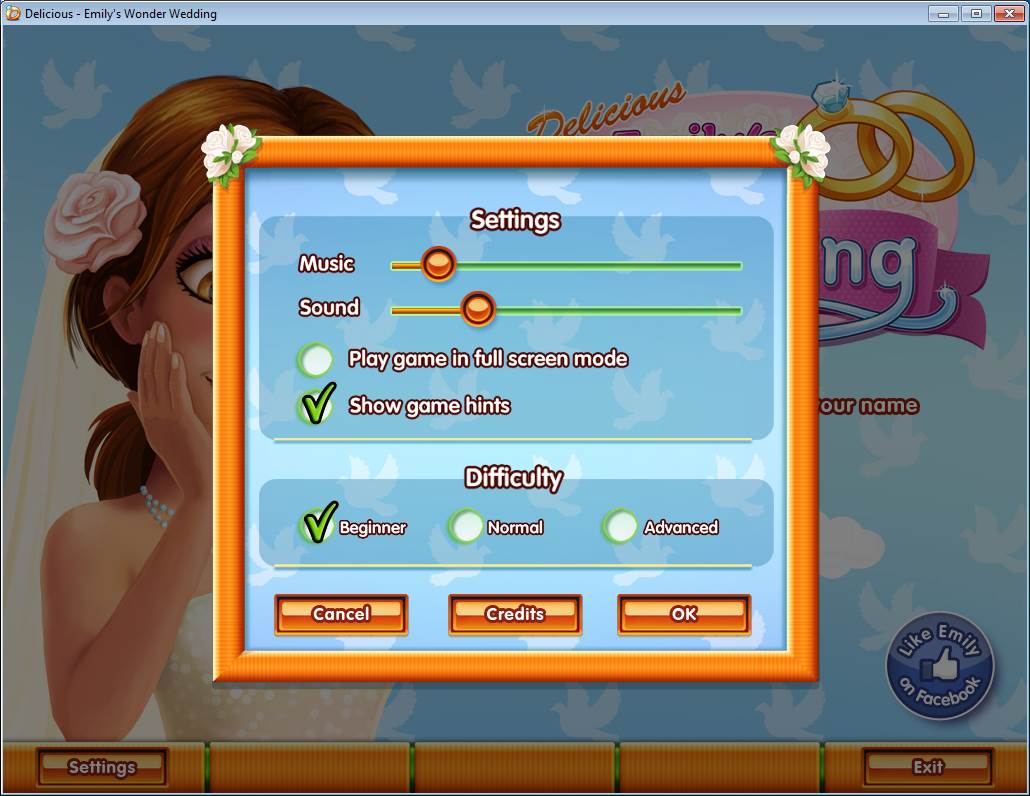 Delicious - Emily's Wonder Wedding
Delicious
Settings
Music
Sound
Play game in full screen mode
Show game hints
our name
Difficulty
Beginner Normal Advanced
Cancel Credits OK
Like Emily
on Facebook
Settings Exit